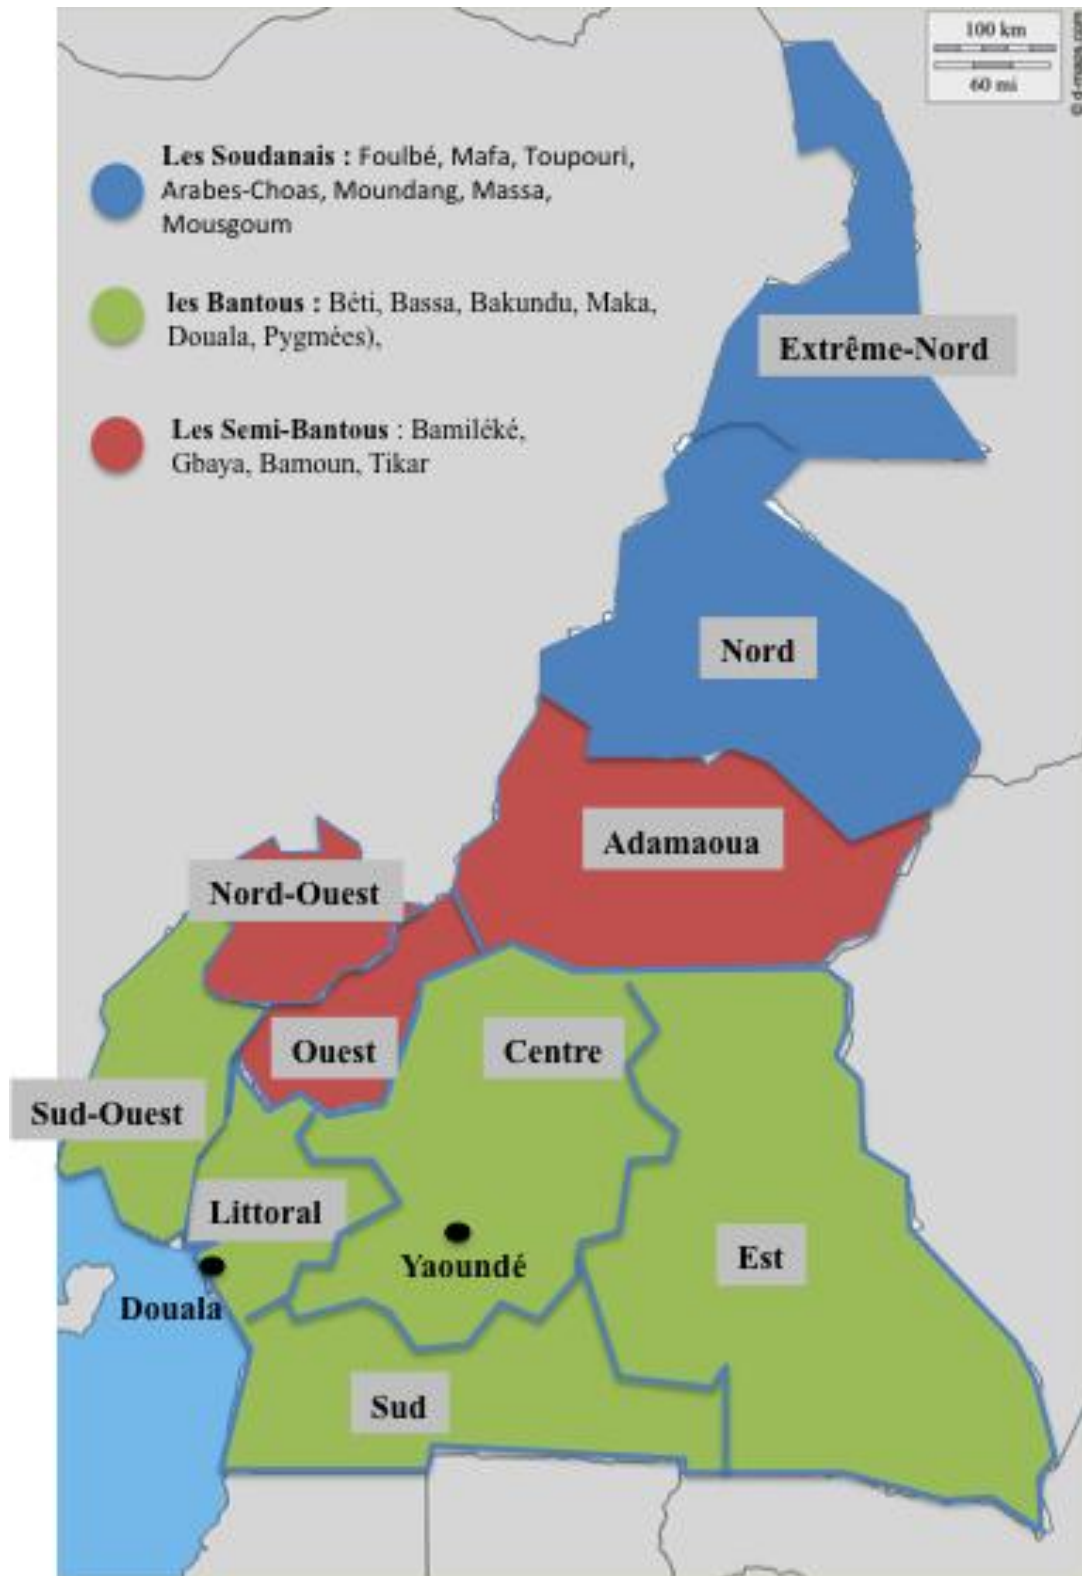 100 km
60 mi
© d-maps.com
Les Soudanais : Foulbé, Mafa, Toupouri,
Arabes-Choas, Moundang, Massa,
Mousgoum
les Bantous : Béti, Bassa, Bakundu, Maka,
Douala, Pygmées),
Les Semi-Bantous : Bamiléké,
Gbaya, Bamoun, Tikar
Extrême-Nord
Nord
Adamaoua
Nord-Ouest
Ouest
Centre
Sud-Ouest
Littoral
Est
Yaoundé
Douala
Sud